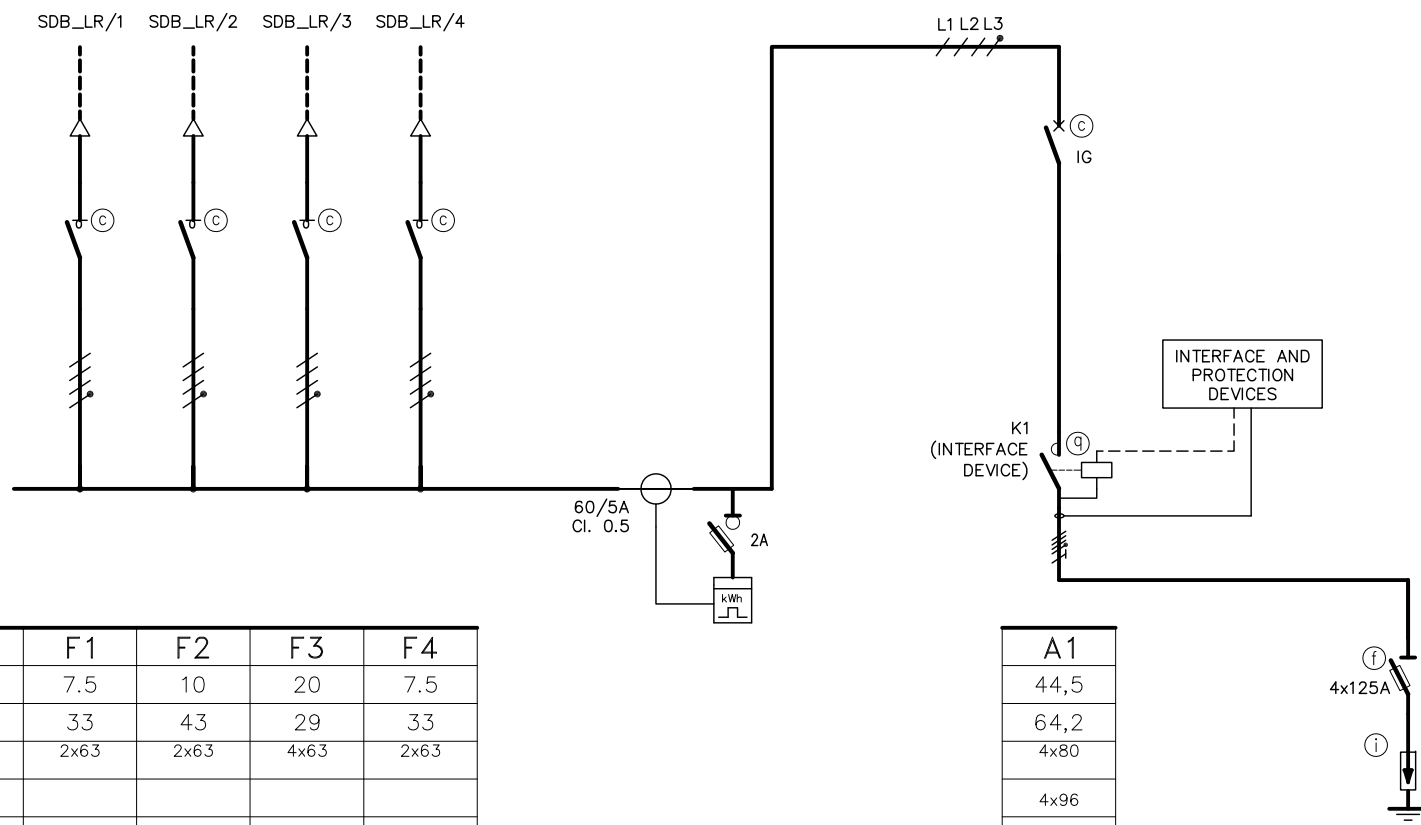 SDB_LR/1 SDB_LR/2 SDB_LR/3 SDB_LR/4
L1 L2 L3
c
IG
c c c c
INTERFACE AND
PROTECTION
DEVICES
K1
(INTERFACE
DEVICE)
q
60/5A
Cl. 0.5
2A
kWh
F1 F2 F3 F4
7.5 10 20 7.5
33 43 29 33
2x63 2x63 4x63 2x63
A1
44,5
64,2
4x80
4x96
f
4x125A
i